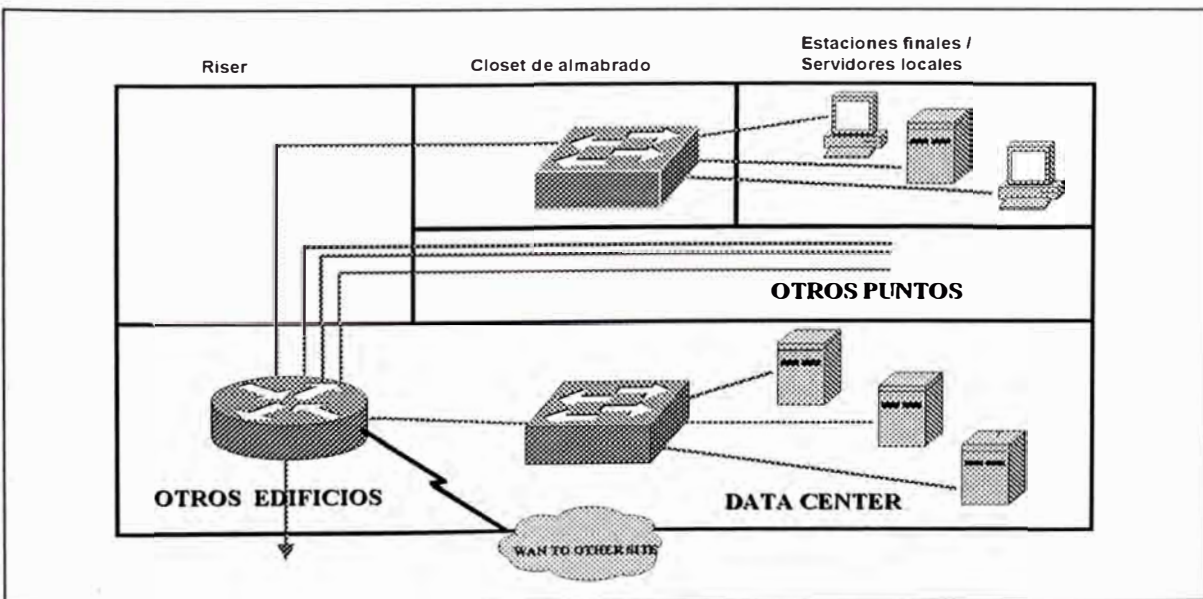 Riser
Closet de almabrado
Estaciones finales /
Servidores locales
OTROS PUNTOS
OTROS EDIFICIOS
DATA CENTER
WAN TO OTHER SITE